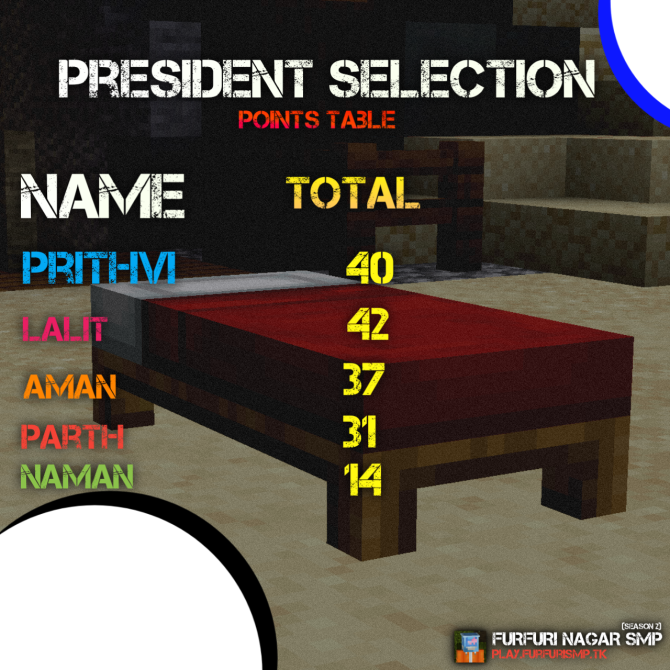 PRESIDENT SELECTION
POINTS TABLE
NAME TOTAL
PRITHVI 40
LALIT 42
AMAN 37
PARTH 31
NAMAN 14
[SEASON 2]
FURFURI NAGAR SMP
PLAY.FURFURISMP.TK